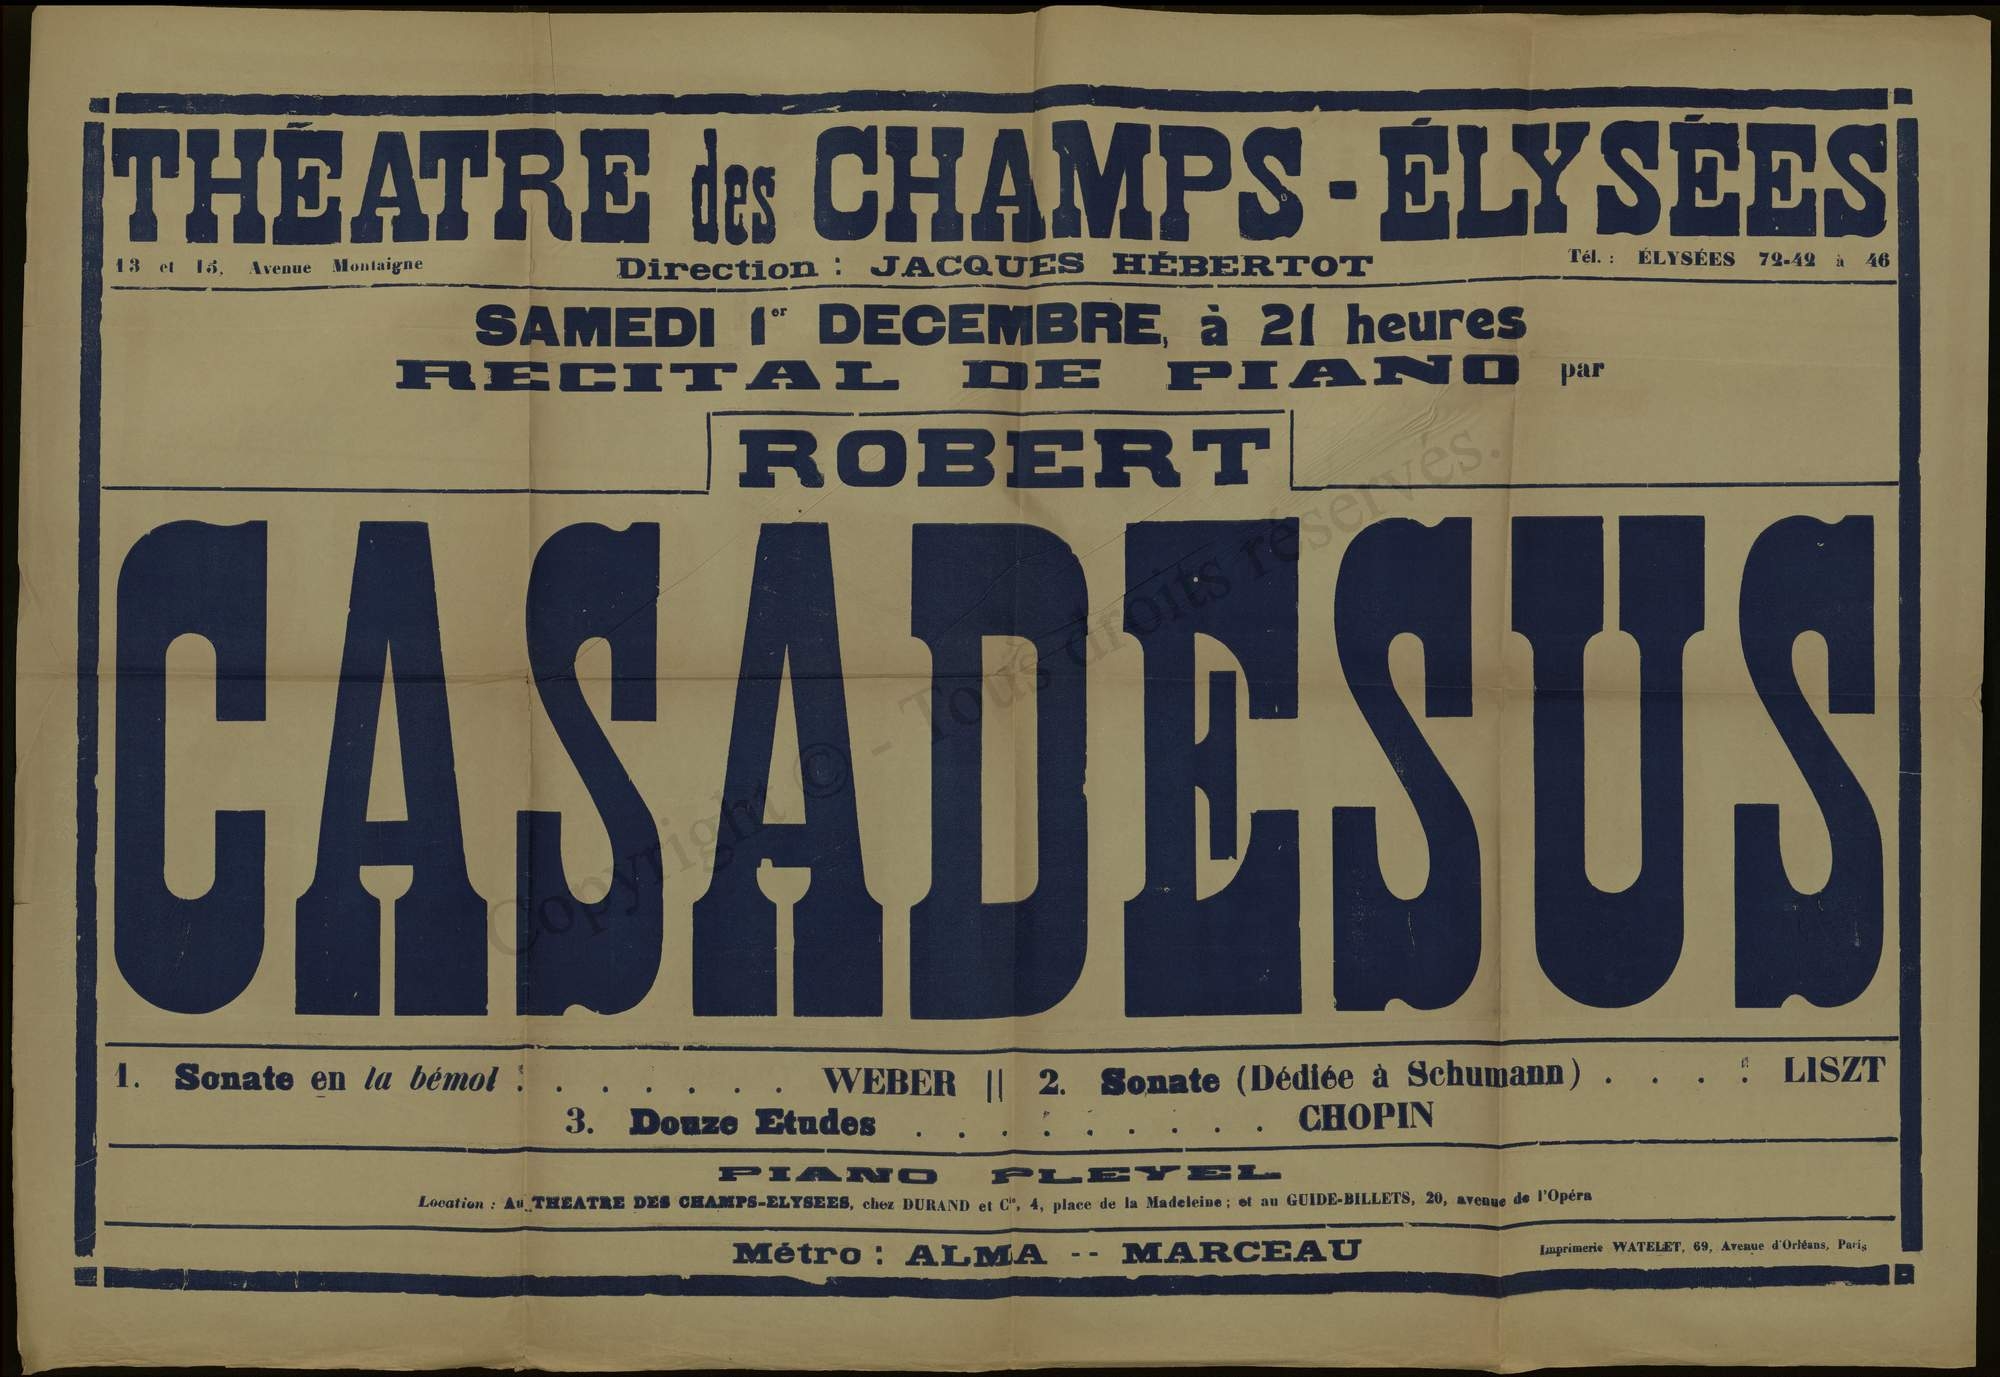 THÉATRE des CHAMPS-ÉLYSÉES
13 et 15, Avenue Montaigne Direction : JACQUES HÉBERTOT Tél. : ÉLYSÉES 72-42 à 46
SAMEDI 1er DECEMBRE, à 21 heures
RECITAL DE PIANO par
ROBERT
CASADESUS
1. Sonate en la bémol . . . . . . . WEBER || 2. Sonate (Dédiée à Schumann) . . . . LISZT
3. Douze Etudes . . . . . . . . . CHOPIN
PIANO PLEYEL
Location : Au THEATRE DES CHAMPS-ELYSEES, chez DURAND et Cie, 4, place de la Madeleine ; et au GUIDE-BILLETS, 20, avenue de l'Opéra
Métro : ALMA -- MARCEAU Imprimerie WATELET, 69, Avenue d'Orléans, Paris
Copyright © - Tous droits réservés.